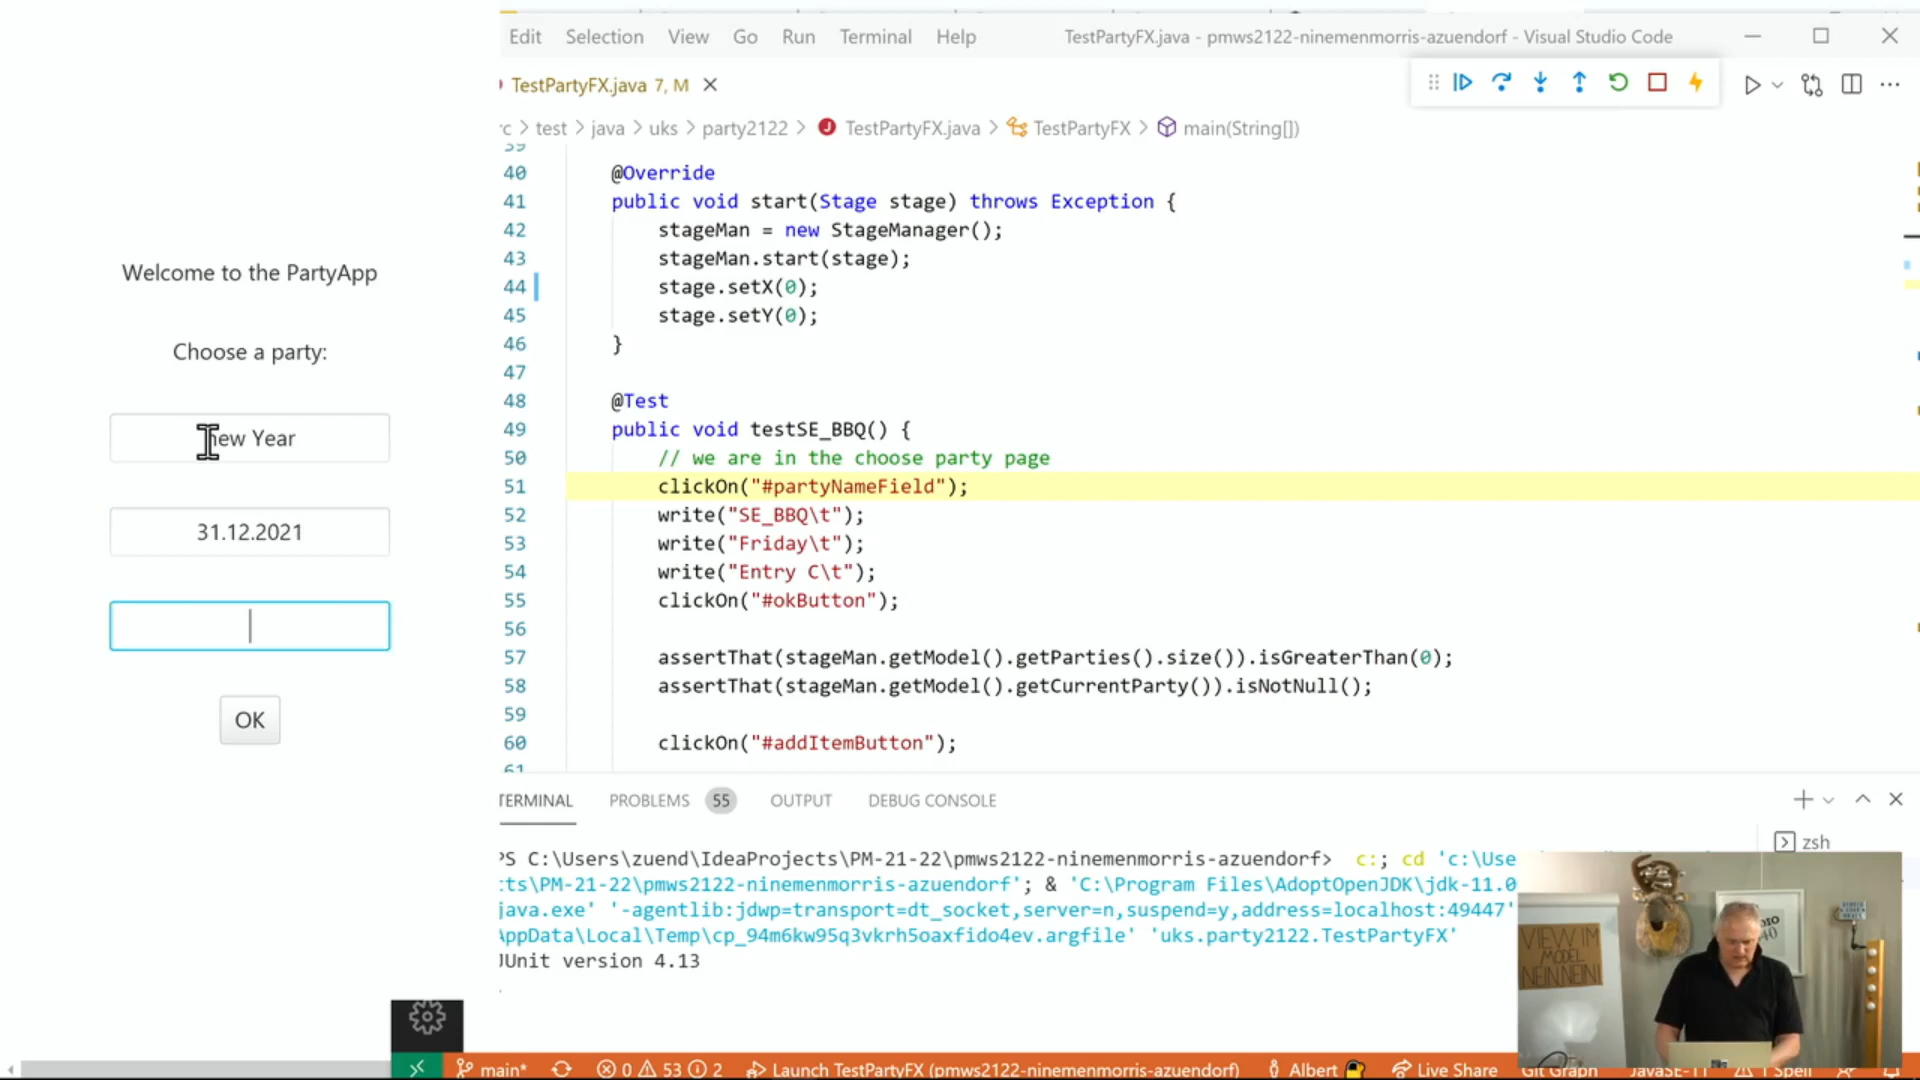 Edit Selection View Go Run Terminal Help TestPartyFX.java - pmws2122-ninemenmorris-azuendorf - Visual Studio Code
TestPartyFX.java 7, M
test > java > uks > party2122 > TestPartyFX.java > TestPartyFX > main(String[])
Welcome to the PartyApp
Choose a party:
new Year
31.12.2021
OK
39
40 @Override
41 public void start(Stage stage) throws Exception {
42 stageMan = new StageManager();
43 stageMan.start(stage);
44 stage.setX(0);
45 stage.setY(0);
46 }
47
48 @Test
49 public void testSE_BBQ() {
50 // we are in the choose party page
51 clickOn("#partyNameField");
52 write("SE_BBQ\t");
53 write("Friday\t");
54 write("Entry C\t");
55 clickOn("#okButton");
56
57 assertThat(stageMan.getModel().getParties().size()).isGreaterThan(0);
58 assertThat(stageMan.getModel().getCurrentParty()).isNotNull();
59
60 clickOn("#addItemButton");
61
TERMINAL PROBLEMS 55 OUTPUT DEBUG CONSOLE
zsh
PS C:\Users\zuend\IdeaProjects\PM-21-22\pmws2122-ninemenmorris-azuendorf> c:; cd 'c:\Use
cts\PM-21-22\pmws2122-ninemenmorris-azuendorf'; & 'C:\Program Files\AdoptOpenJDK\jdk-11.0
java.exe' '-agentlib:jdwp=transport=dt_socket,server=n,suspend=y,address=localhost:49447'
AppData\Local\Temp\cp_94m6kw95q3vkrh5oaxfido4ev.argfile' 'uks.party2122.TestPartyFX'
JUnit version 4.13
.
VIEW IM
MODEL
NEIN NEIN!
main* 0 53 2 Launch TestPartyFX (pmws2122-ninemenmorris-azuendorf) Albert Live Share Git Graph JavaSE-11 1 Spell